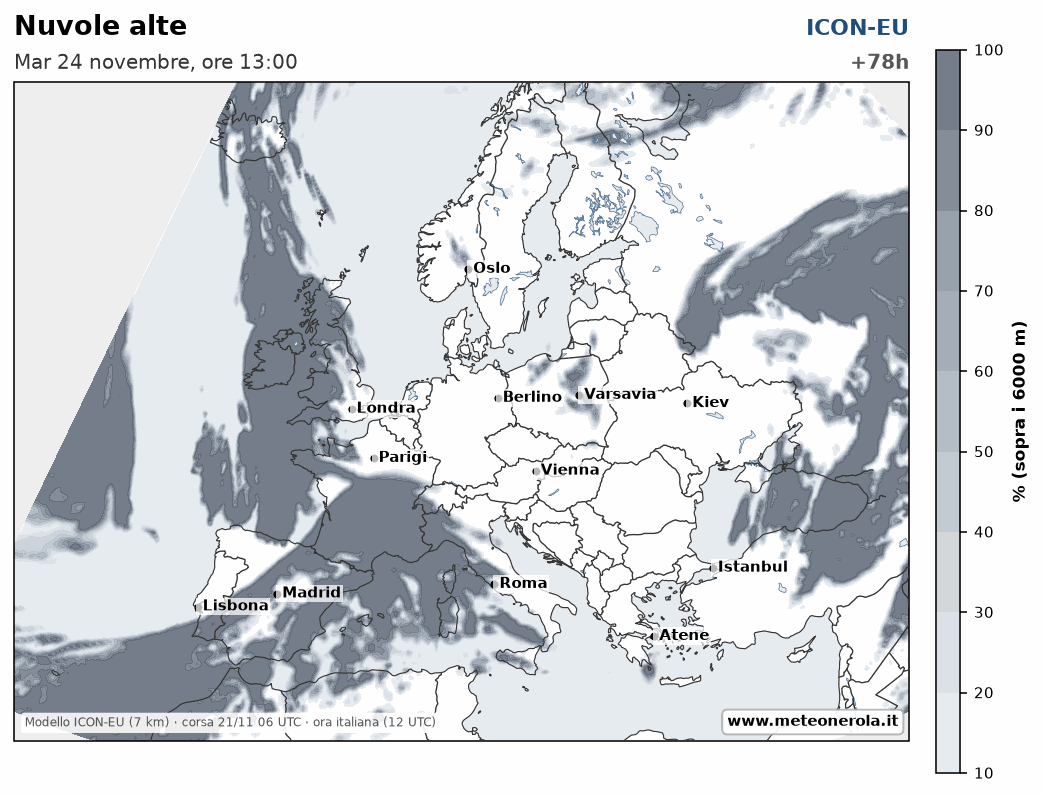 Nuvole alte
ICON-EU
Mar 24 novembre, ore 13:00
+78h
100
90
80
70
60
50
40
30
20
10
% (sopra i 6000 m)
Oslo
Berlino
Varsavia
Kiev
Londra
Parigi
Vienna
Istanbul
Roma
Madrid
Lisbona
Atene
Modello ICON-EU (7 km) · corsa 21/11 06 UTC · ora italiana (12 UTC)
www.meteonerola.it